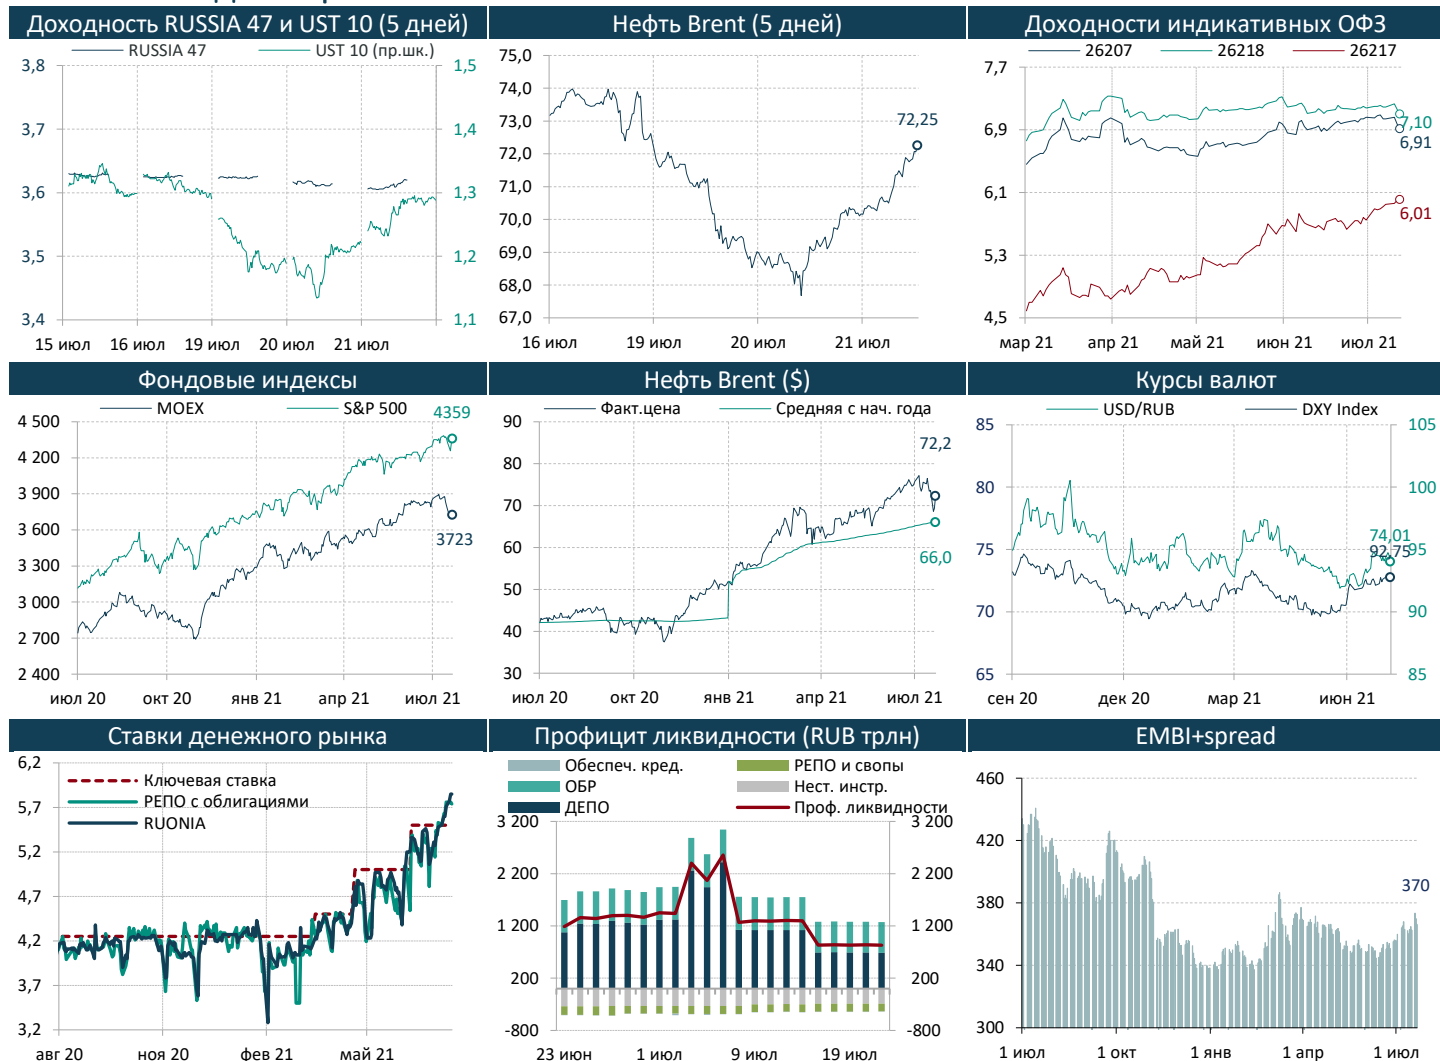 Доходность RUSSIA 47 и UST 10 (5 дней)
RUSSIA 47
UST 10 (пр.шк.)
3,8
3,7
3,6
3,5
3,4
1,5
1,4
1,3
1,2
1,1
15 июл
16 июл
19 июл
20 июл
21 июл
Нефть Brent (5 дней)
75,0
74,0
73,0
72,0
71,0
70,0
69,0
68,0
67,0
72,25
16 июл
19 июл
20 июл
21 июл
Доходности индикативных ОФЗ
26207
26218
26217
7,7
6,9
6,1
5,3
4,5
7,10
6,91
6,01
мар 21
апр 21
май 21
июн 21
июл 21
Фондовые индексы
MOEX
S&P 500
4359
4 500
4 200
3 900
3 600
3 300
3 000
2 700
2 400
3723
июл 20
окт 20
янв 21
апр 21
июл 21
Нефть Brent ($)
Факт.цена
Средняя с нач. года
90
80
70
60
50
40
30
72,2
66,0
июл 20
окт 20
янв 21
апр 21
июл 21
Курсы валют
USD/RUB
DXY Index
85
80
75
70
65
105
100
95
90
85
74,01
92,75
сен 20
дек 20
мар 21
июн 21
Ставки денежного рынка
Ключевая ставка
РЕПО с облигациями
RUONIA
6,2
5,7
5,2
4,7
4,2
3,7
3,2
авг 20
ноя 20
фев 21
май 21
Профицит ликвидности (RUB трлн)
Обеспеч. кред.
РЕПО и свопы
ОБР
Нест. инстр.
ДЕПО
Проф. ликвидности
3 200
2 200
1 200
200
-800
3 200
2 200
1 200
200
-800
23 июн
1 июл
9 июл
19 июл
EMBI+spread
460
420
380
340
300
370
1 июл
1 окт
1 янв
1 апр
1 июл